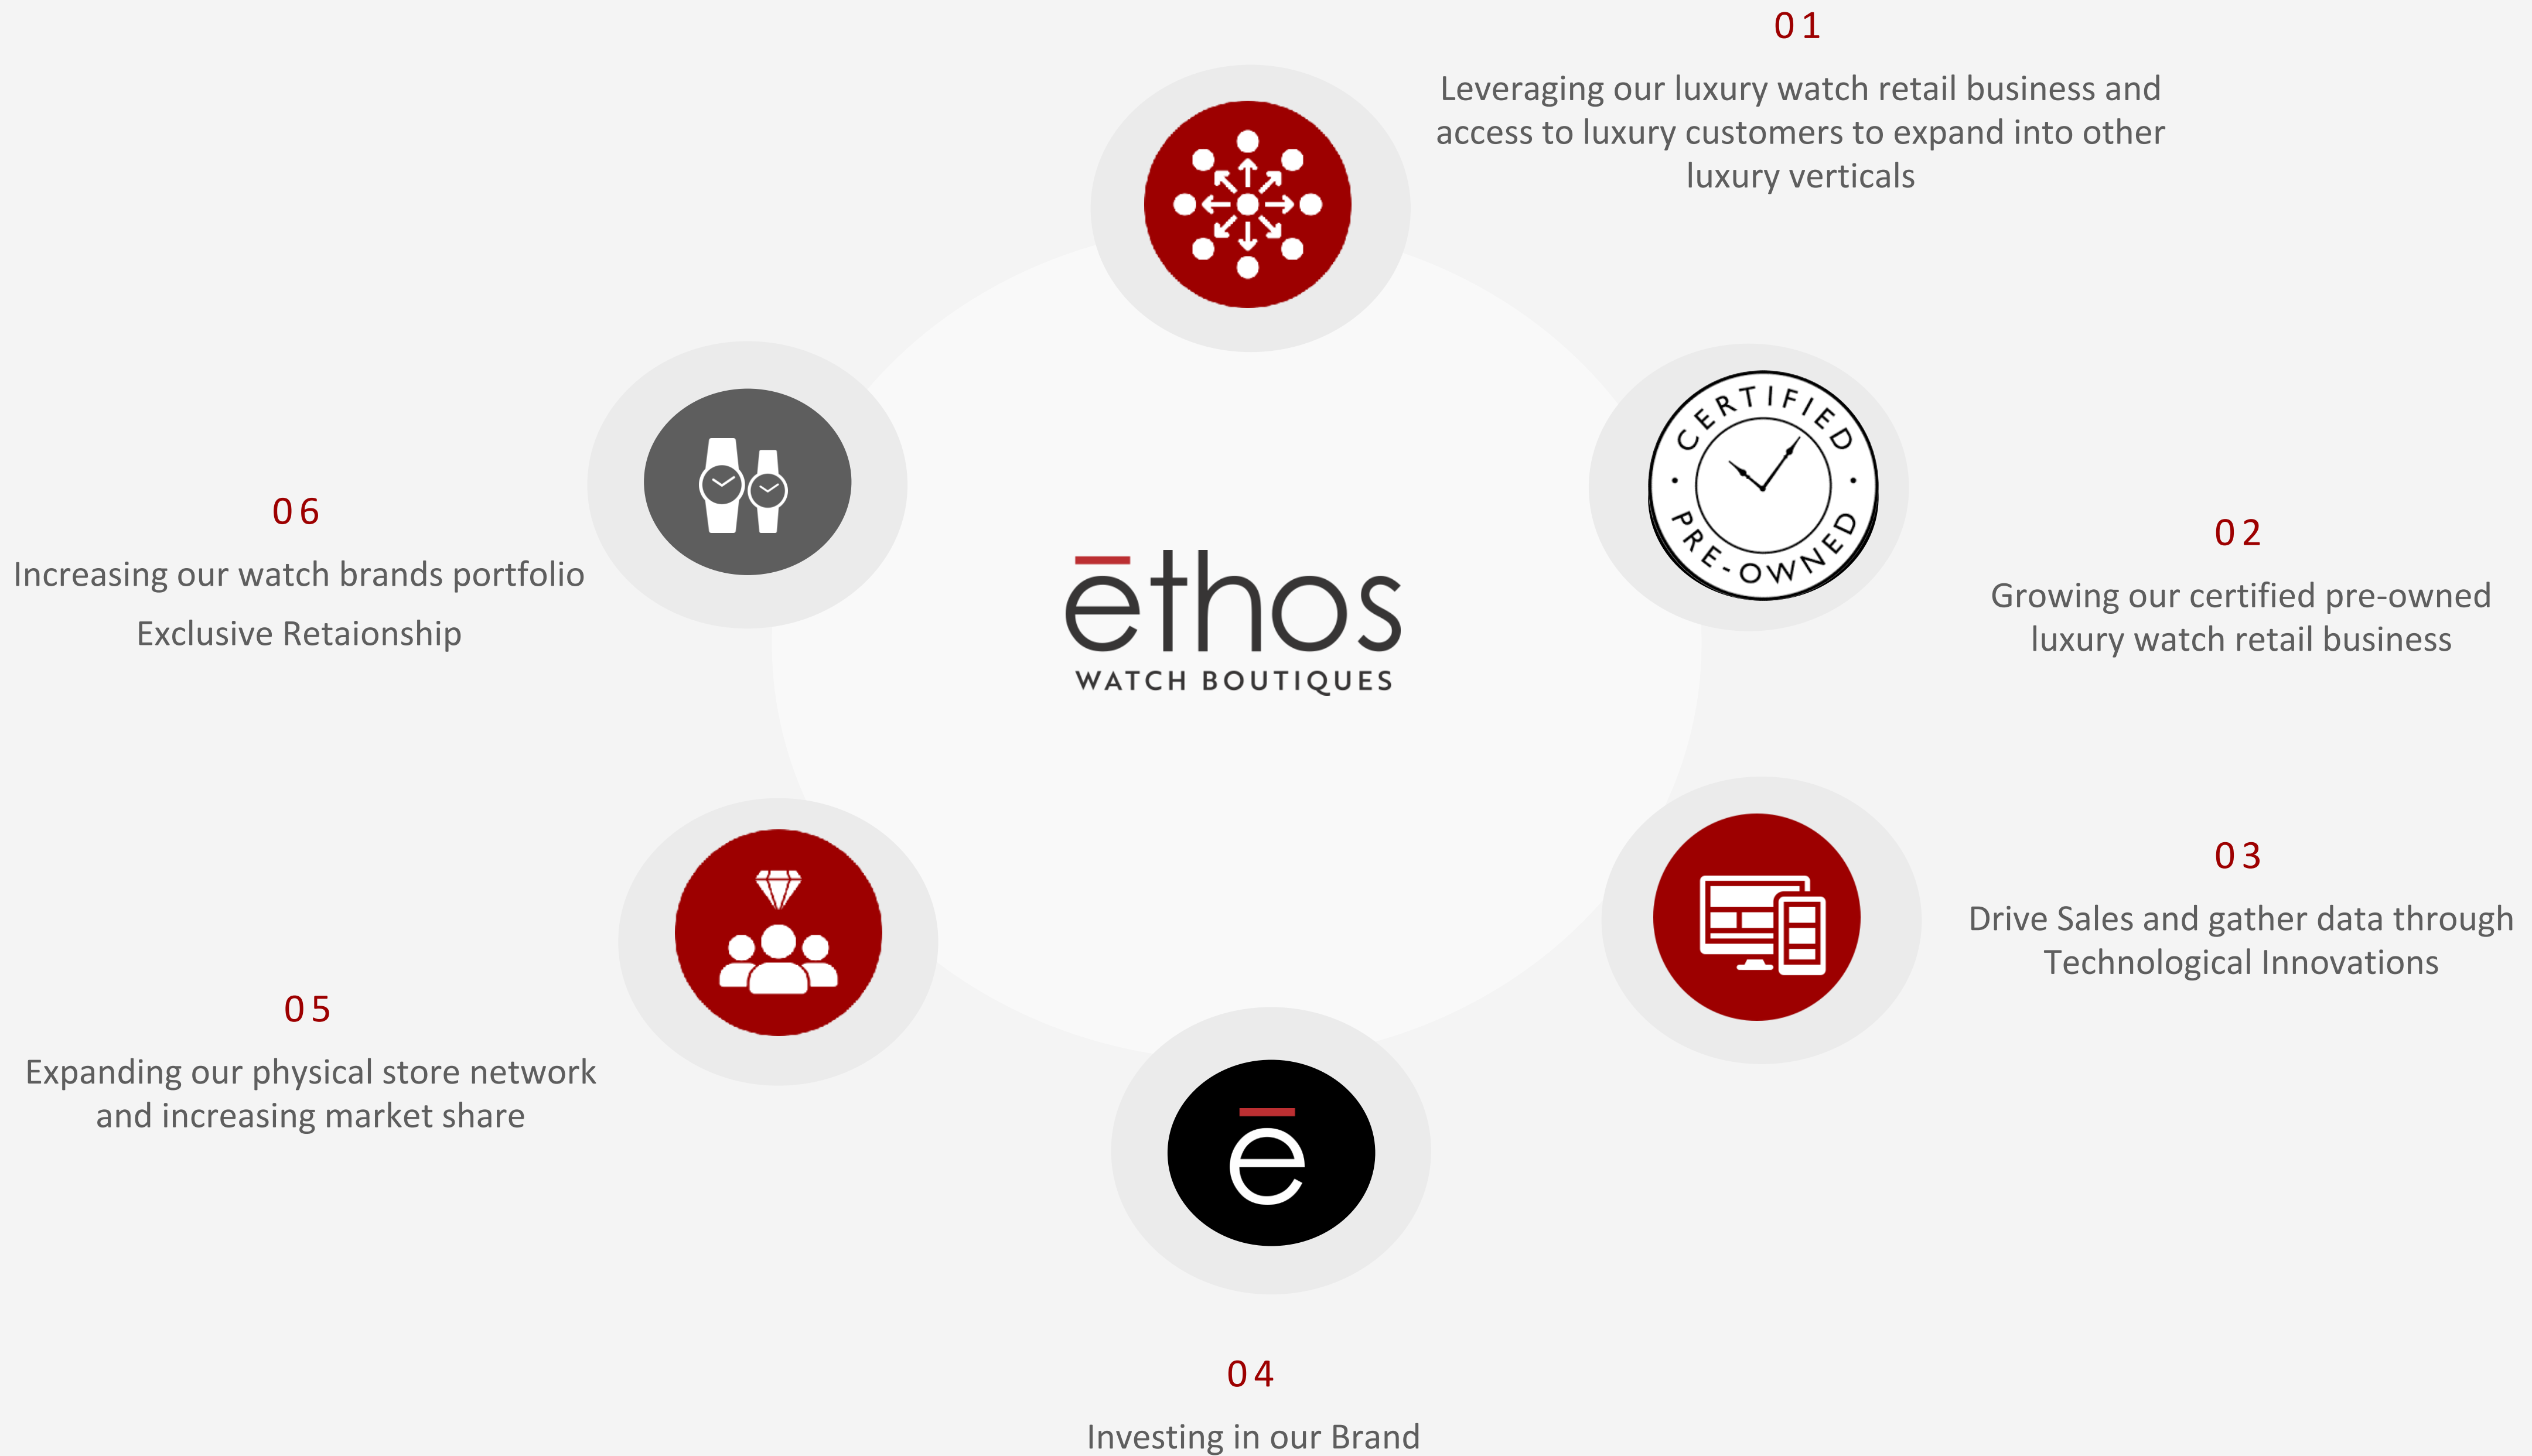 01
Leveraging our luxury watch retail business and
access to luxury customers to expand into other
luxury verticals
CERTIFIED
PRE-OWNED
02
Growing our certified pre-owned
luxury watch retail business
03
Drive Sales and gather data through
Technological Innovations
04
Investing in our Brand
ē
05
Expanding our physical store network
and increasing market share
06
Increasing our watch brands portfolio
Exclusive Retaionship
ēthos
WATCH BOUTIQUES